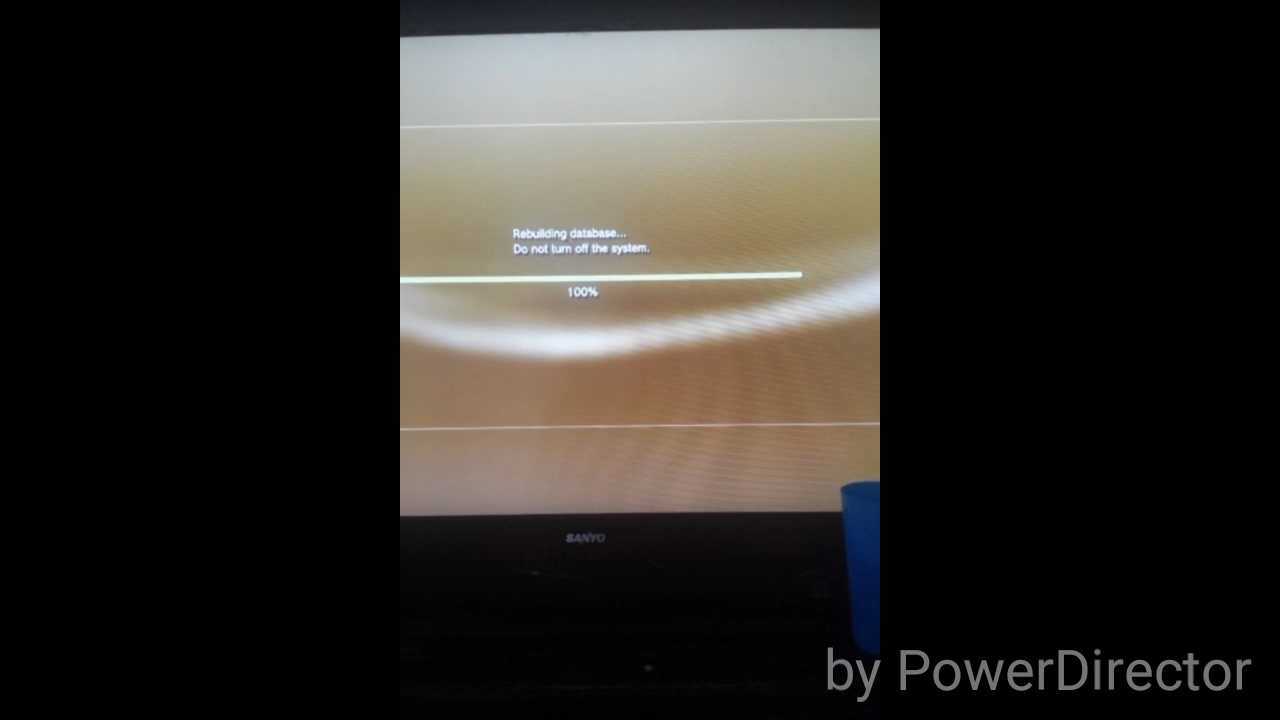 Rebuilding database...
Do not turn off the system.
100%
SANYO
by PowerDirector